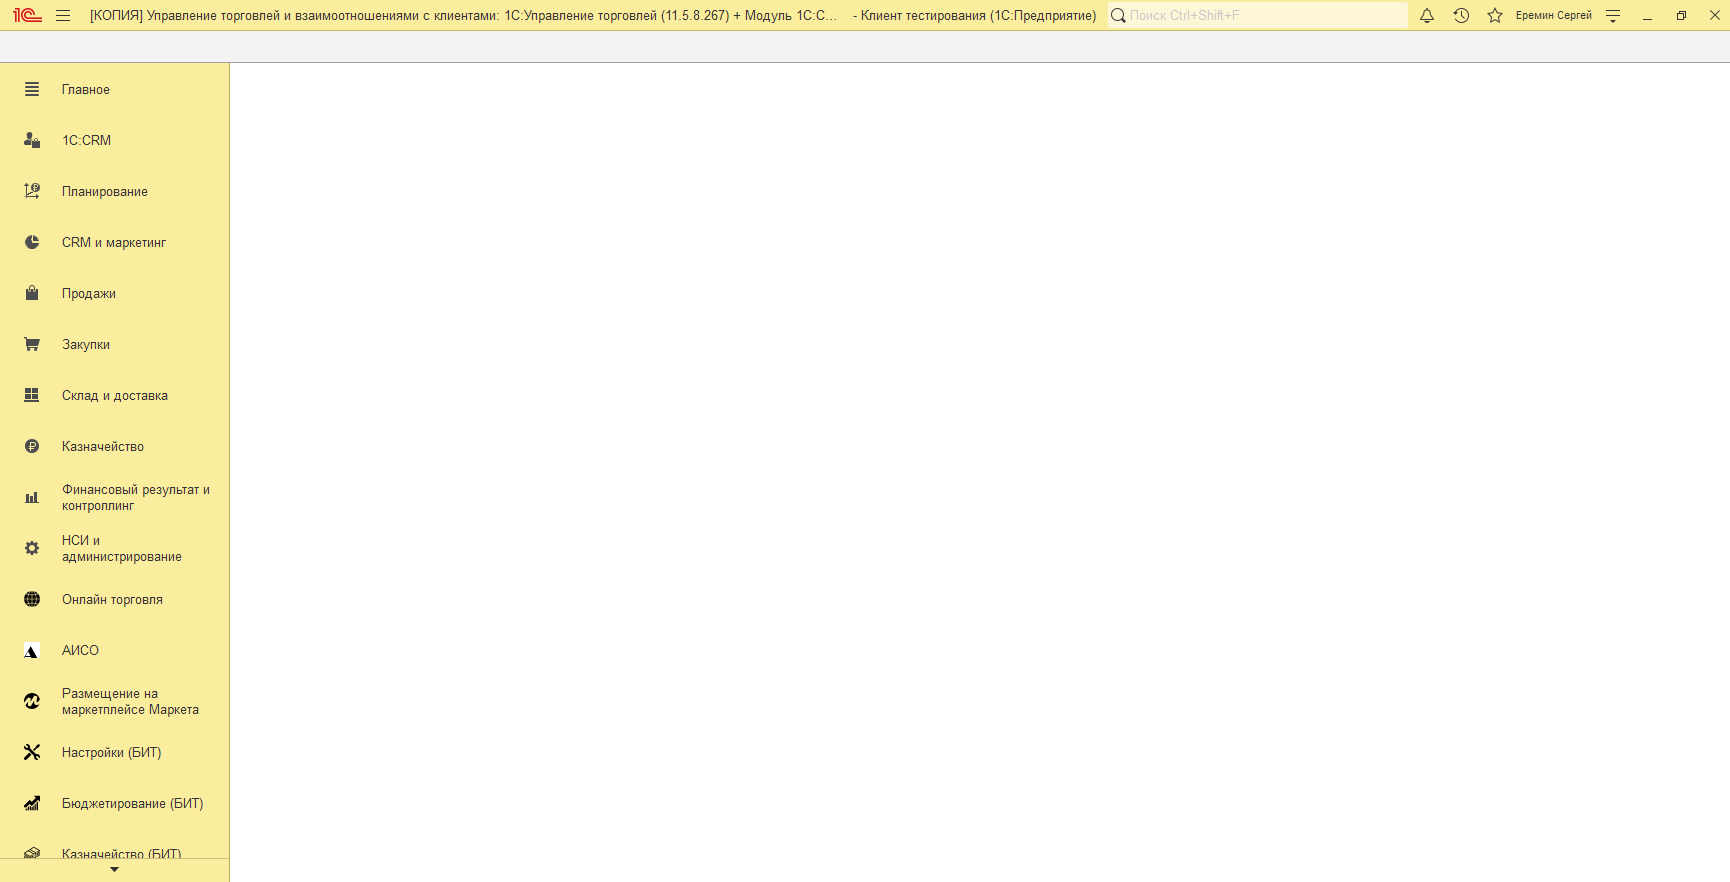 1С [КОПИЯ] Управление торговлей и взаимоотношениями с клиентами: 1С:Управление торговлей (11.5.8.267) + Модуль 1С:С... - Клиент тестирования (1С:Предприятие) Поиск Ctrl+Shift+F Еремин Сергей
Главное
1С:CRM
Планирование
CRM и маркетинг
Продажи
Закупки
Склад и доставка
Казначейство
Финансовый результат и
контроллинг
НСИ и
администрирование
Онлайн торговля
АИСО
Размещение на
маркетплейсе Маркета
Настройки (БИТ)
Бюджетирование (БИТ)
Казначейство (БИТ)